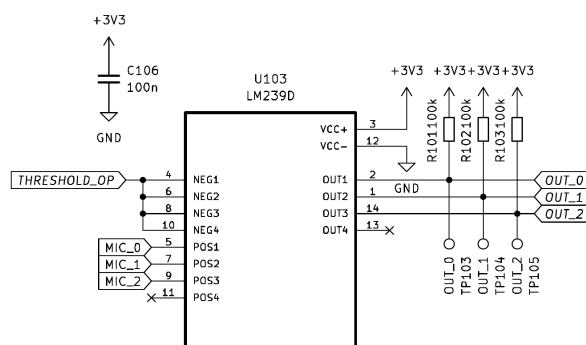 +3V3
C106
100n
GND
U103
LM239D
+3V3
+3V3
+3V3
+3V3
R101 100k
R102 100k
R103 100k
VCC+ 3
VCC- 12
GND
THRESHOLD_OP
4 NEG1
6 NEG2
8 NEG3
10 NEG4
MIC_0 5 POS1
MIC_1 7 POS2
MIC_2 9 POS3
11 POS4
OUT1 2 OUT_0
OUT2 1 OUT_1
OUT3 14 OUT_2
OUT4 13
OUT_0
TP103
OUT_1
TP104
OUT_2
TP105